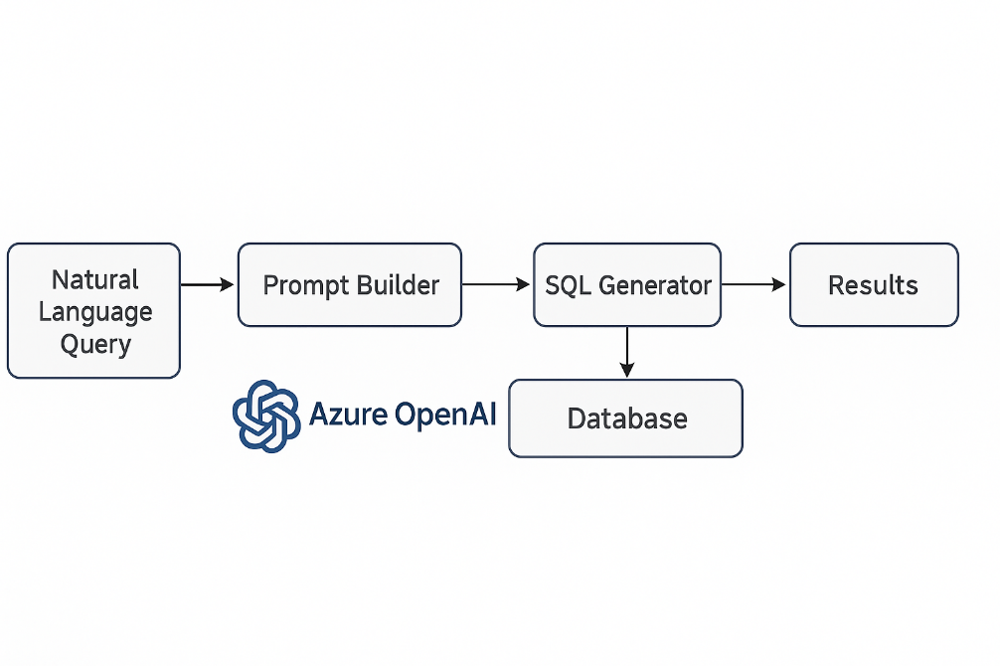 Natural
Language
Query
Prompt Builder
SQL Generator
Results
Azure OpenAI
Database